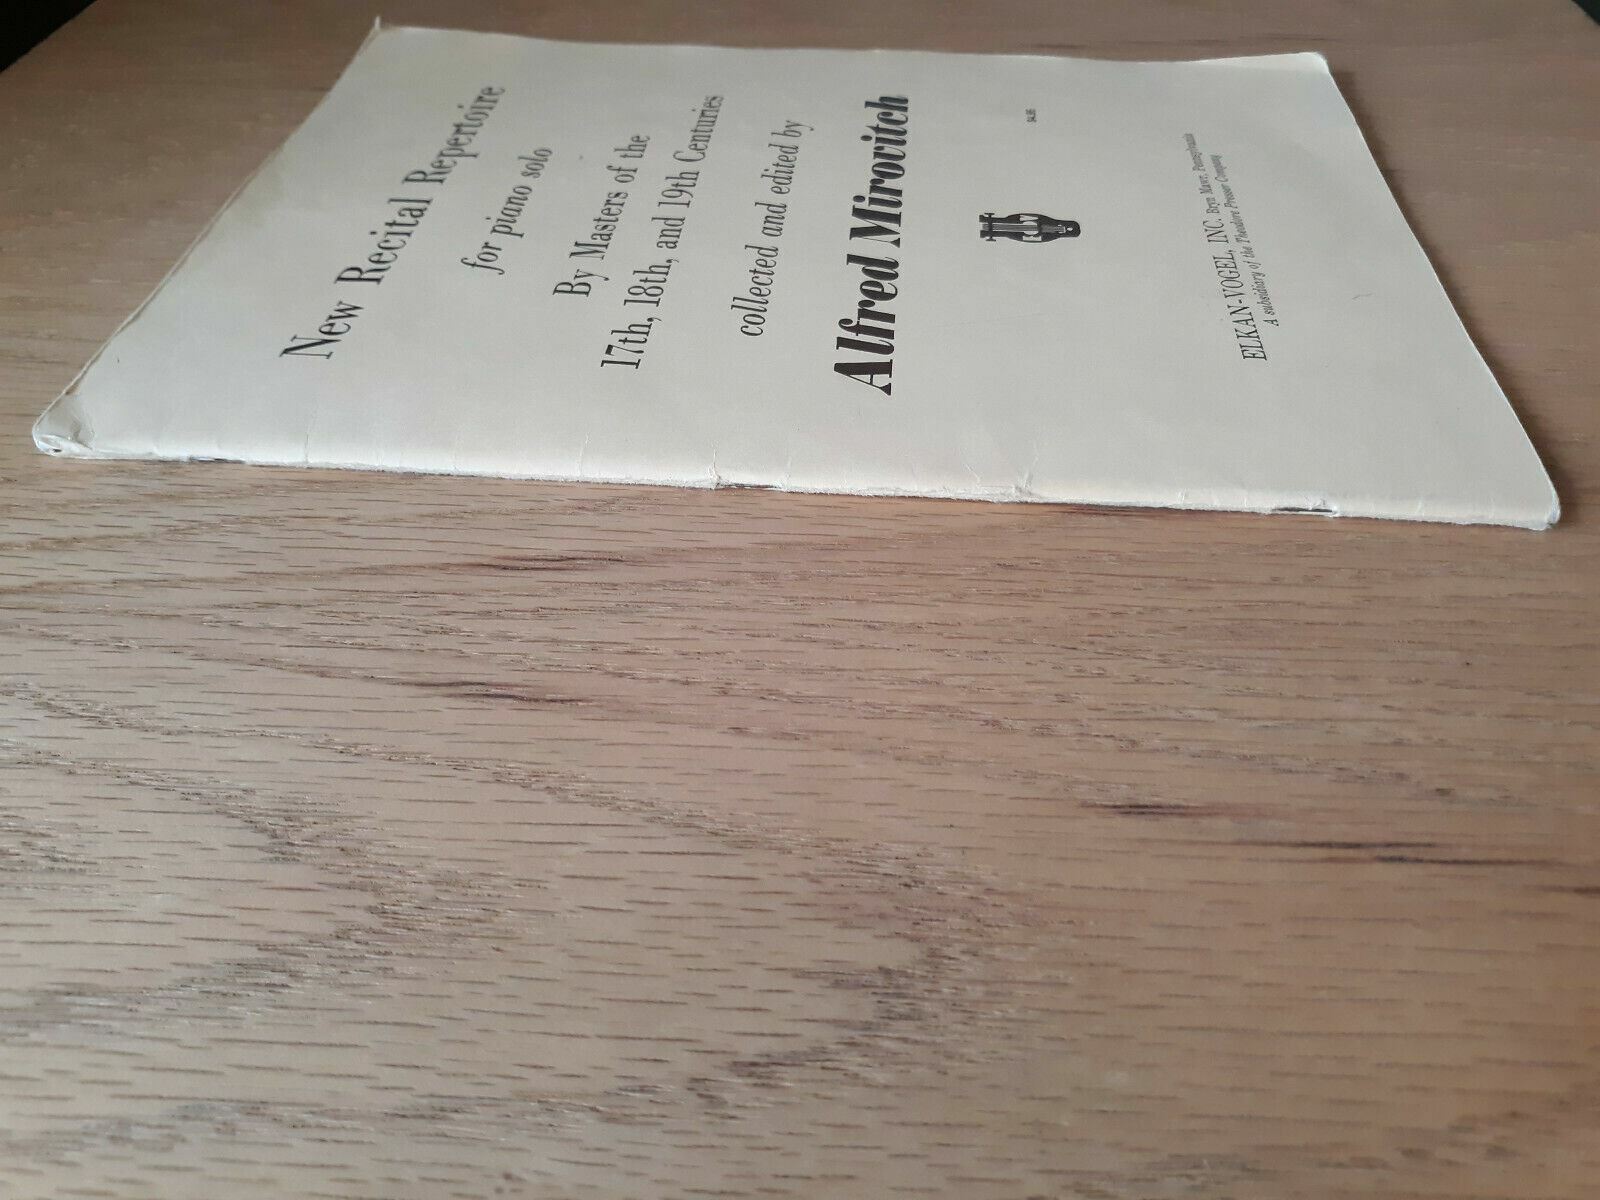 New Recital Repertoire
for piano solo
By Masters of the
17th, 18th, and 19th Centuries
collected and edited by
Alfred Mirovitch
ELKAN-VOGEL, INC. Bryn Mawr, Pennsylvania
A subsidiary of the Theodore Presser Company